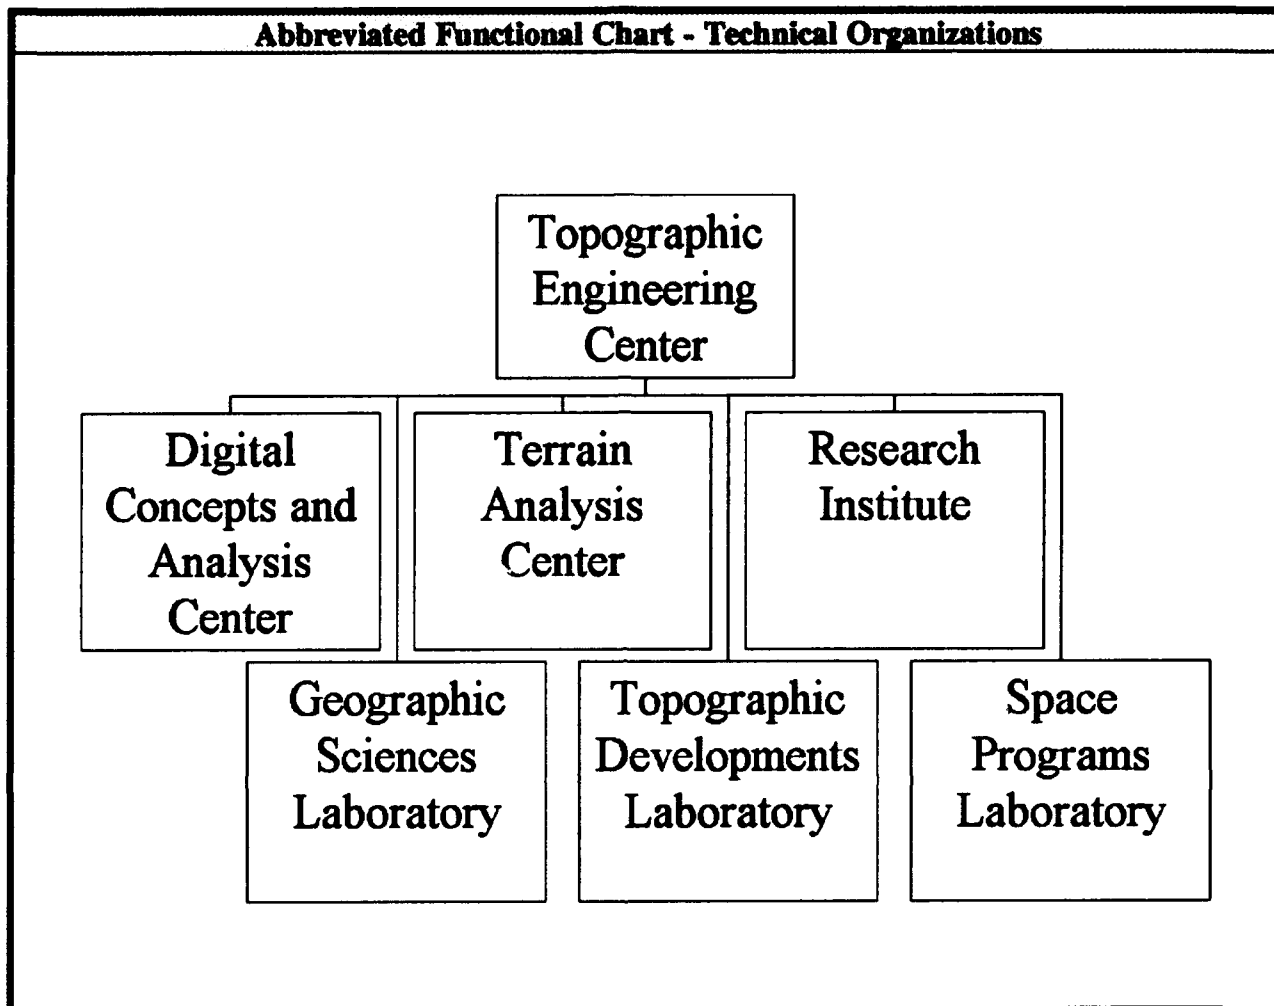 Abbreviated Functional Chart - Technical Organizations
Topographic
Engineering
Center
Digital
Concepts and
Analysis
Center
Terrain
Analysis
Center
Research
Institute
Geographic
Sciences
Laboratory
Topographic
Developments
Laboratory
Space
Programs
Laboratory